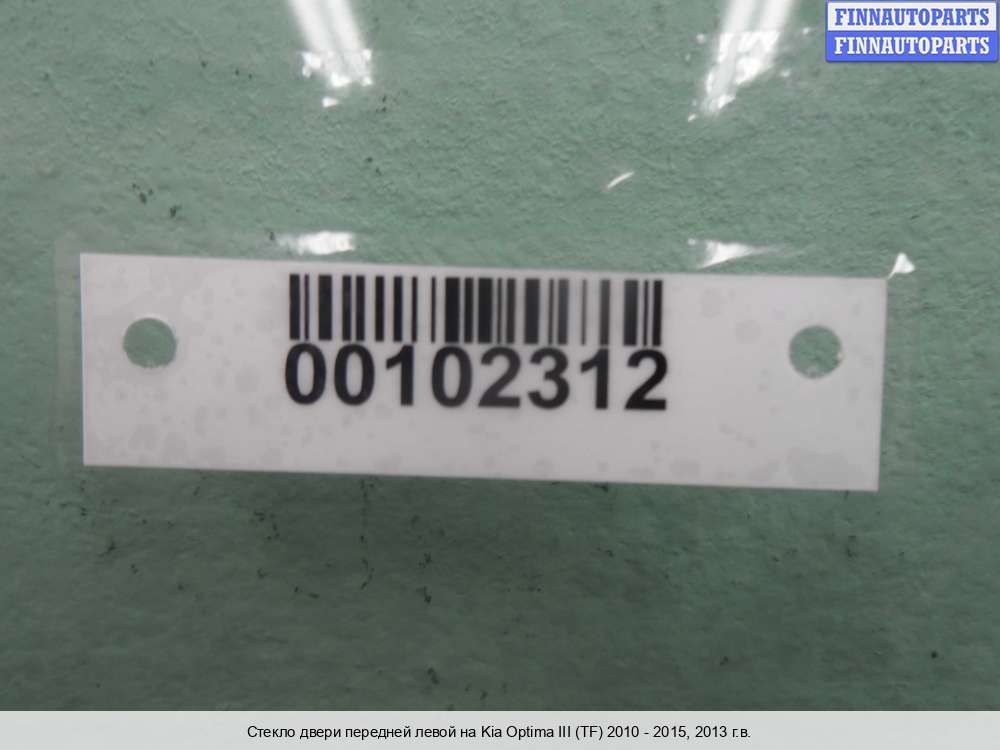 FINNAUTOPARTS
FINNAUTOPARTS
00102312
Стекло двери передней левой на Kia Optima III (TF) 2010 - 2015, 2013 г.в.